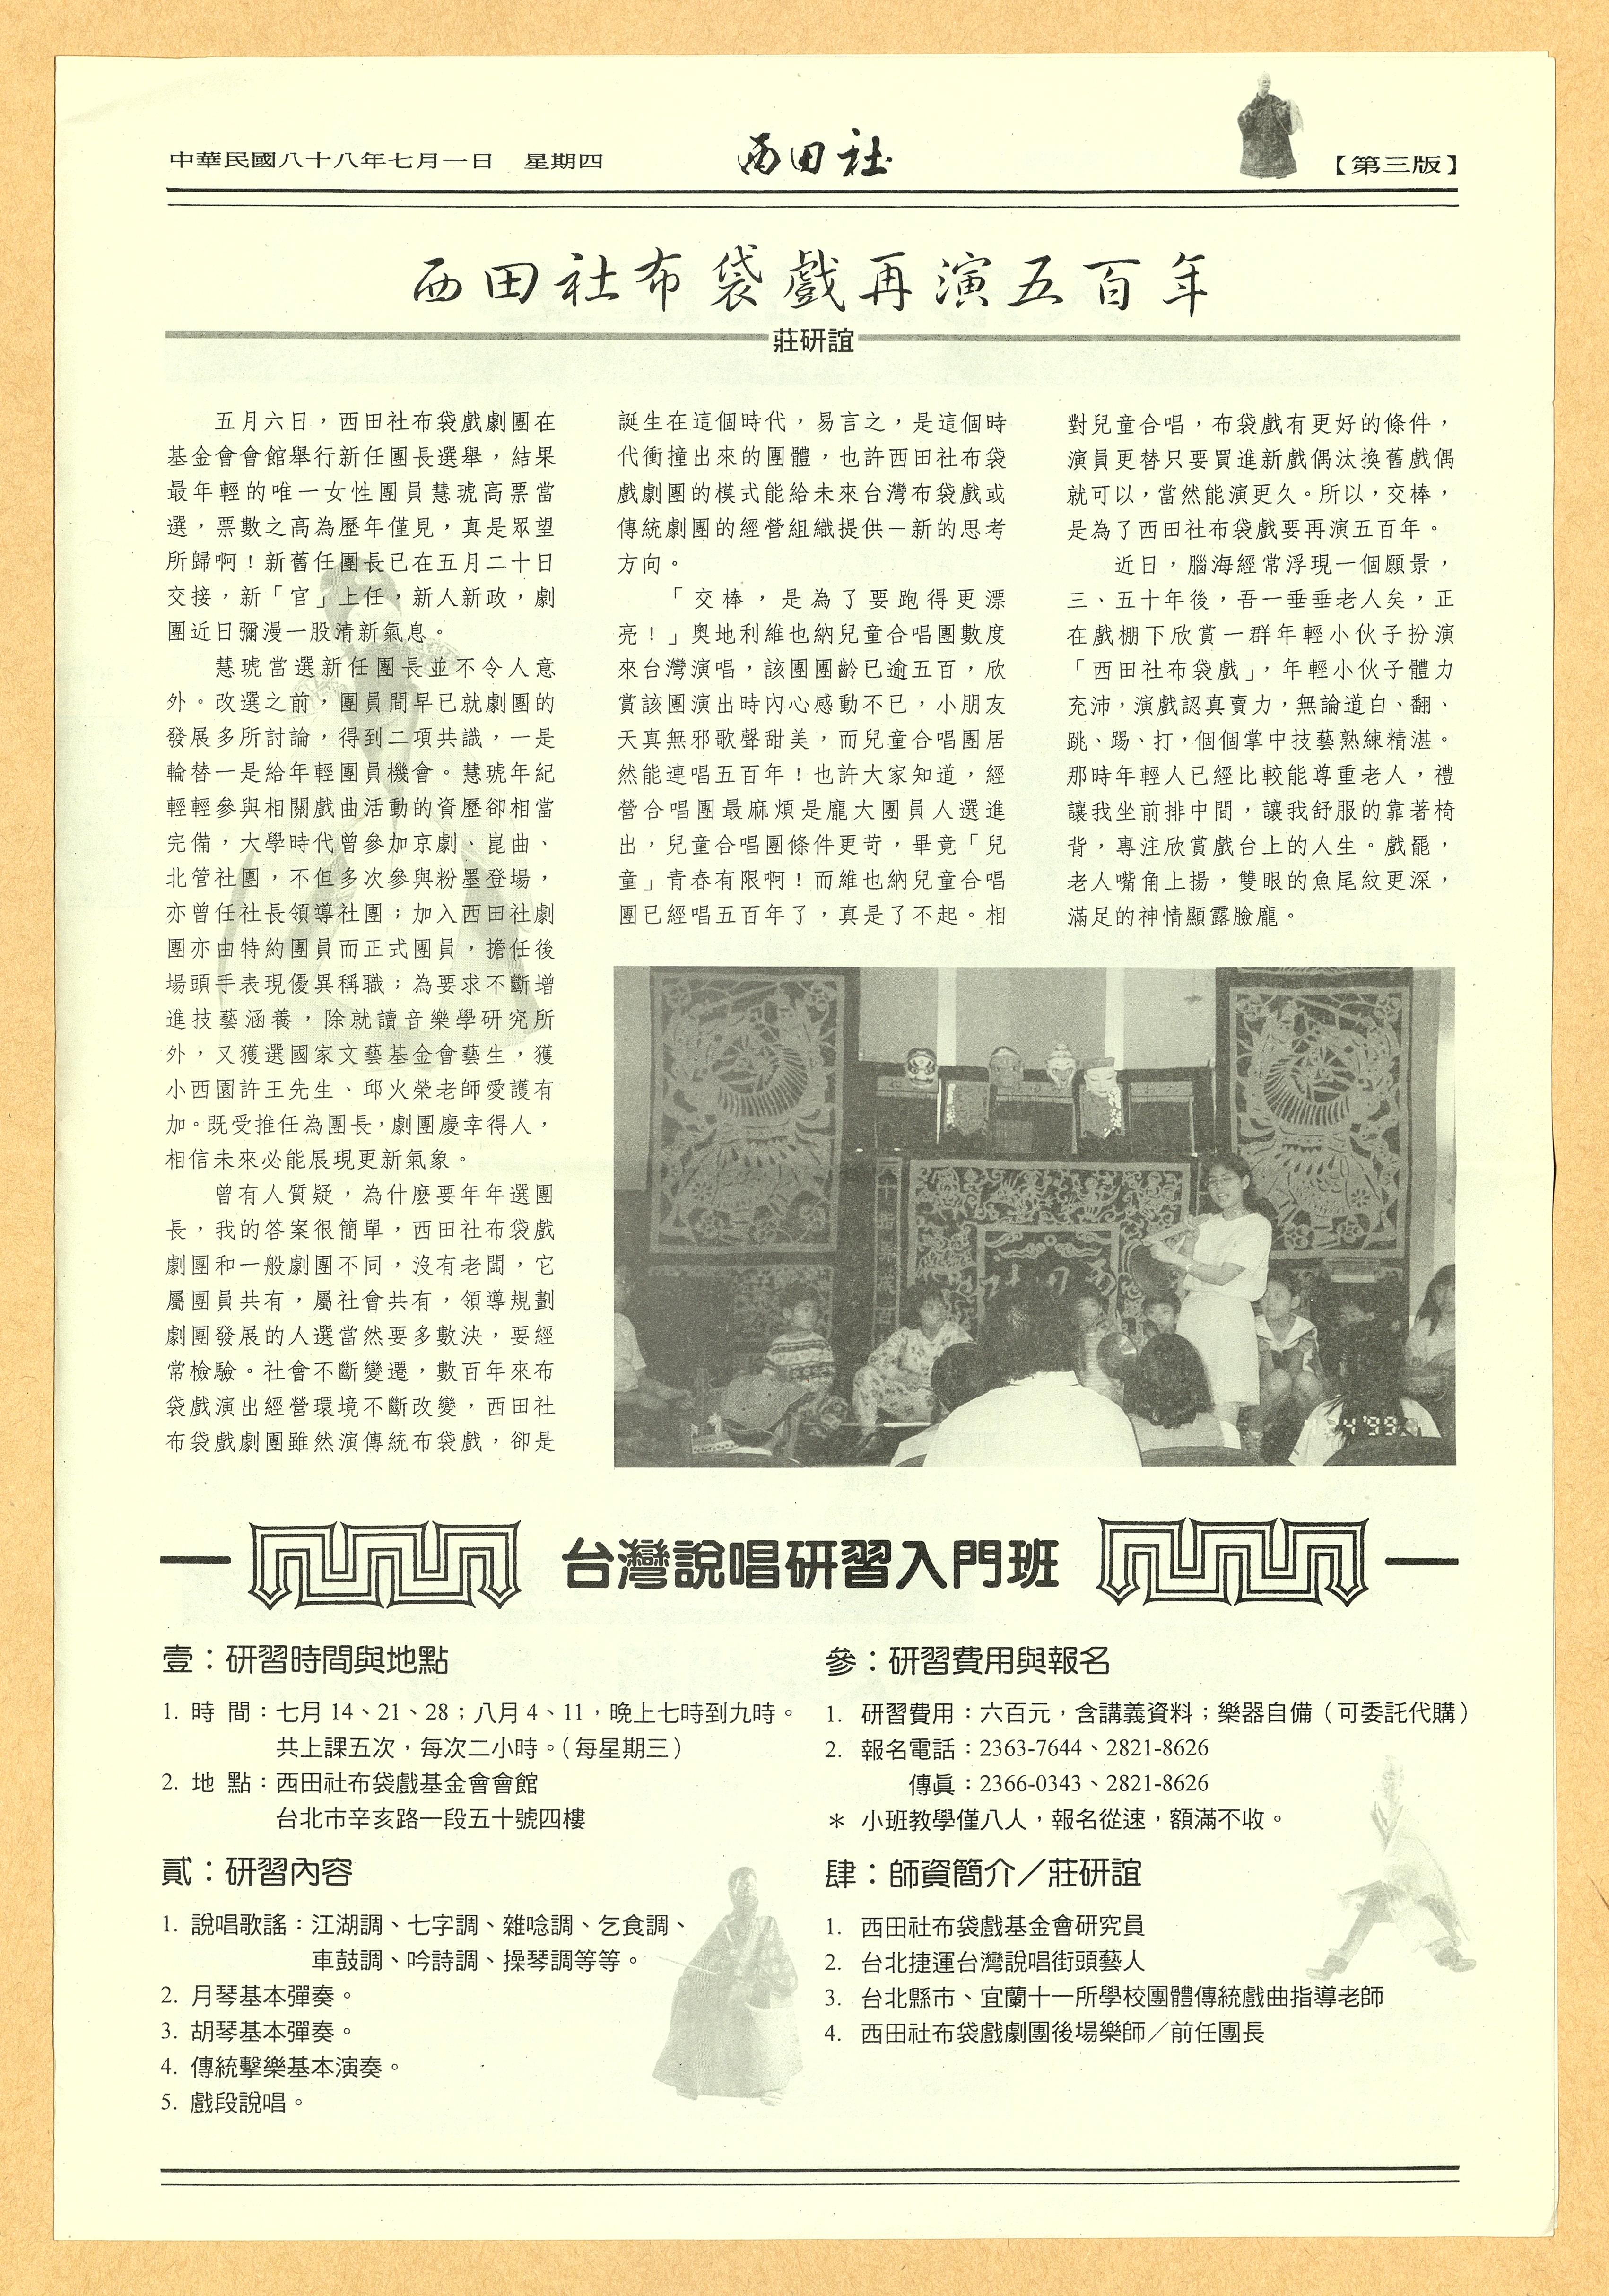 中華民國八十八年七月一日　星期四
西田社
【第三版】
西田社布袋戲再演五百年
莊研誼
五月六日，西田社布袋戲劇團在
基金會會館舉行新任團長選舉，結果
最年輕的唯一女性團員慧琥高票當
選，票數之高為歷年僅見，真是眾望
所歸啊！新舊任團長已在五月二十日
交接，新「官」上任，新人新政，劇
團近日彌漫一股清新氣息。
慧琥當選新任團長並不令人意
外。改選之前，團員間早已就劇團的
發展多所討論，得到二項共識，一是
輪替一是給年輕團員機會。慧琥年紀
輕輕參與相關戲曲活動的資歷卻相當
完備，大學時代曾參加京劇、崑曲、
北管社團，不但多次參與粉墨登場，
亦曾任社長領導社團；加入西田社劇
團亦由特約團員而正式團員，擔任後
場頭手表現優異稱職；為要求不斷增
進技藝涵養，除就讀音樂學研究所
外，又獲選國家文藝基金會藝生，獲
小西園許王先生、邱火榮老師愛護有
加。既受推任為團長，劇團慶幸得人，
相信未來必能展現更新氣象。
曾有人質疑，為什麼要年年選團
長，我的答案很簡單，西田社布袋戲
劇團和一般劇團不同，沒有老闆，它
屬團員共有，屬社會共有，領導規劃
劇團發展的人選當然要多數決，要經
常檢驗。社會不斷變遷，數百年來布
袋戲演出經營環境不斷改變，西田社
布袋戲劇團雖然演傳統布袋戲，卻是
誕生在這個時代，易言之，是這個時
代衝撞出來的團體，也許西田社布袋
戲劇團的模式能給未來台灣布袋戲或
傳統劇團的經營組織提供一新的思考
方向。
「交棒，是為了要跑得更漂
亮！」奧地利維也納兒童合唱團數度
來台灣演唱，該團團齡已逾五百，欣
賞該團演出時內心感動不已，小朋友
天真無邪歌聲甜美，而兒童合唱團居
然能連唱五百年！也許大家知道，經
營合唱團最麻煩是龐大團員人選進
出，兒童合唱團條件更苛，畢竟「兒
童」青春有限啊！而維也納兒童合唱
團已經唱五百年了，真是了不起。相
對兒童合唱，布袋戲有更好的條件，
演員更替只要買進新戲偶汰換舊戲偶
就可以，當然能演更久。所以，交棒，
是為了西田社布袋戲要再演五百年。
近日，腦海經常浮現一個願景，
三、五十年後，吾一垂垂老人矣，正
在戲棚下欣賞一群年輕小伙子扮演
「西田社布袋戲」，年輕小伙子體力
充沛，演戲認真賣力，無論道白、翻、
跳、踢、打，個個掌中技藝熟練精湛。
那時年輕人已經比較能尊重老人，禮
讓我坐前排中間，讓我舒服的靠著椅
背，專注欣賞戲台上的人生。戲罷，
老人嘴角上揚，雙眼的魚尾紋更深，
滿足的神情顯露臉龐。
台灣說唱研習入門班
壹：研習時間與地點
1. 時　間：七月 14、21、28；八月 4、11，晚上七時到九時。
共上課五次，每次二小時。（每星期三）
2. 地　點：西田社布袋戲基金會會館
台北市辛亥路一段五十號四樓
貳：研習內容
1. 說唱歌謠：江湖調、七字調、雜唸調、乞食調、
車鼓調、吟詩調、操琴調等等。
2. 月琴基本彈奏。
3. 胡琴基本彈奏。
4. 傳統擊樂基本演奏。
5. 戲段說唱。
參：研習費用與報名
1. 研習費用：六百元，含講義資料；樂器自備（可委託代購）
2. 報名電話：2363-7644、2821-8626
傳真：2366-0343、2821-8626
＊ 小班教學僅八人，報名從速，額滿不收。
肆：師資簡介／莊研誼
1. 西田社布袋戲基金會研究員
2. 台北捷運台灣說唱街頭藝人
3. 台北縣市、宜蘭十一所學校團體傳統戲曲指導老師
4. 西田社布袋戲劇團後場樂師／前任團長